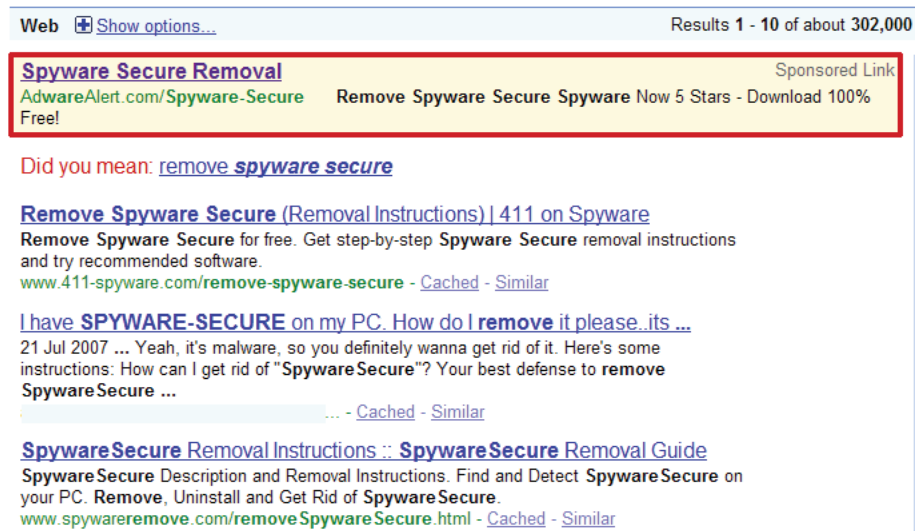 Web + Show options... Results 1 - 10 of about 302,000
Spyware Secure Removal Sponsored Link
AdwareAlert.com/Spyware-Secure Remove Spyware Secure Spyware Now 5 Stars - Download 100%
Free!
Did you mean: remove spyware secure
Remove Spyware Secure (Removal Instructions) | 411 on Spyware
Remove Spyware Secure for free. Get step-by-step Spyware Secure removal instructions
and try recommended software.
www.411-spyware.com/remove-spyware-secure - Cached - Similar
I have SPYWARE-SECURE on my PC. How do I remove it please..its ...
21 Jul 2007 ... Yeah, it's malware, so you definitely wanna get rid of it. Here's some
instructions: How can I get rid of "SpywareSecure"? Your best defense to remove
SpywareSecure ...
... - Cached - Similar
SpywareSecure Removal Instructions :: SpywareSecure Removal Guide
SpywareSecure Description and Removal Instructions. Find and Detect SpywareSecure on
your PC. Remove, Uninstall and Get Rid of SpywareSecure.
www.spywareremove.com/removeSpywareSecure.html - Cached - Similar